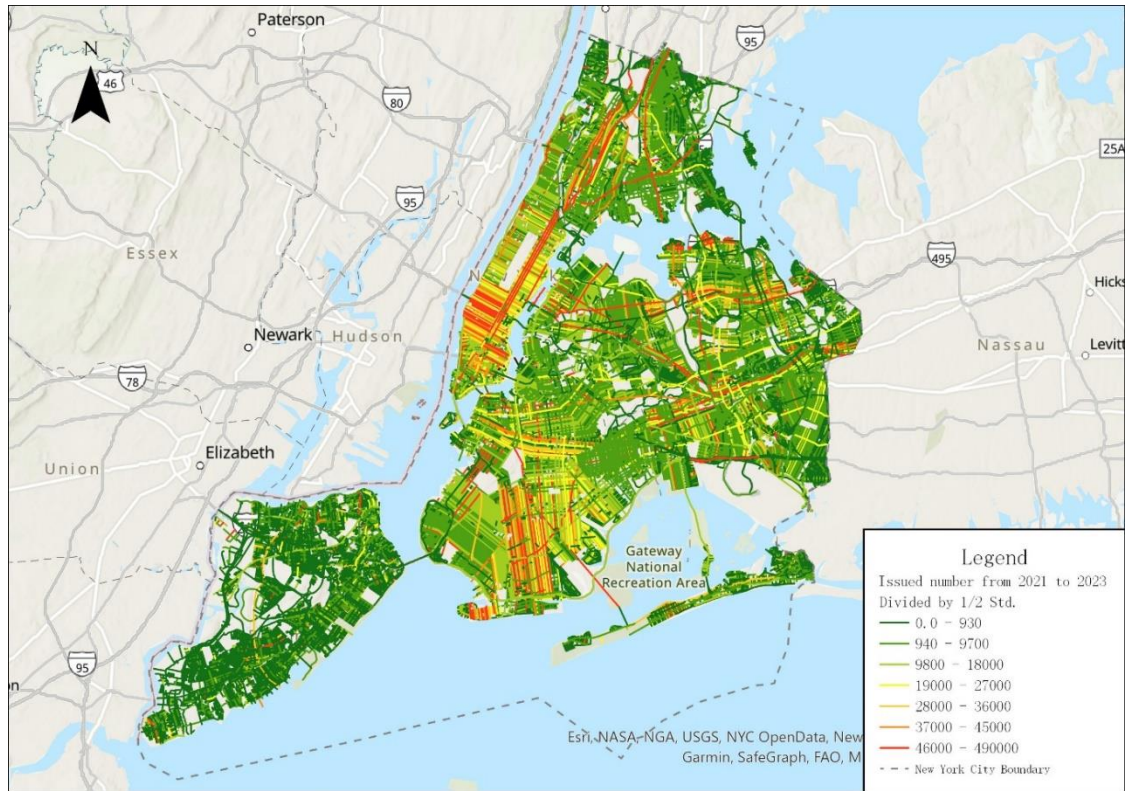 Paterson
N
46
80
95
25A
95
Essex
495
Hicks
Newark
Hudson
Nassau
Levitt
78
Elizabeth
Union
Gateway
National
Recreation Area
95
on
Esri, NASA, NGA, USGS, NYC OpenData, New
Garmin, SafeGraph, FAO, M
Legend
Issued number from 2021 to 2023
Divided by 1/2 Std.
0.0 - 930
940 - 9700
9800 - 18000
19000 - 27000
28000 - 36000
37000 - 45000
46000 - 490000
New York City Boundary